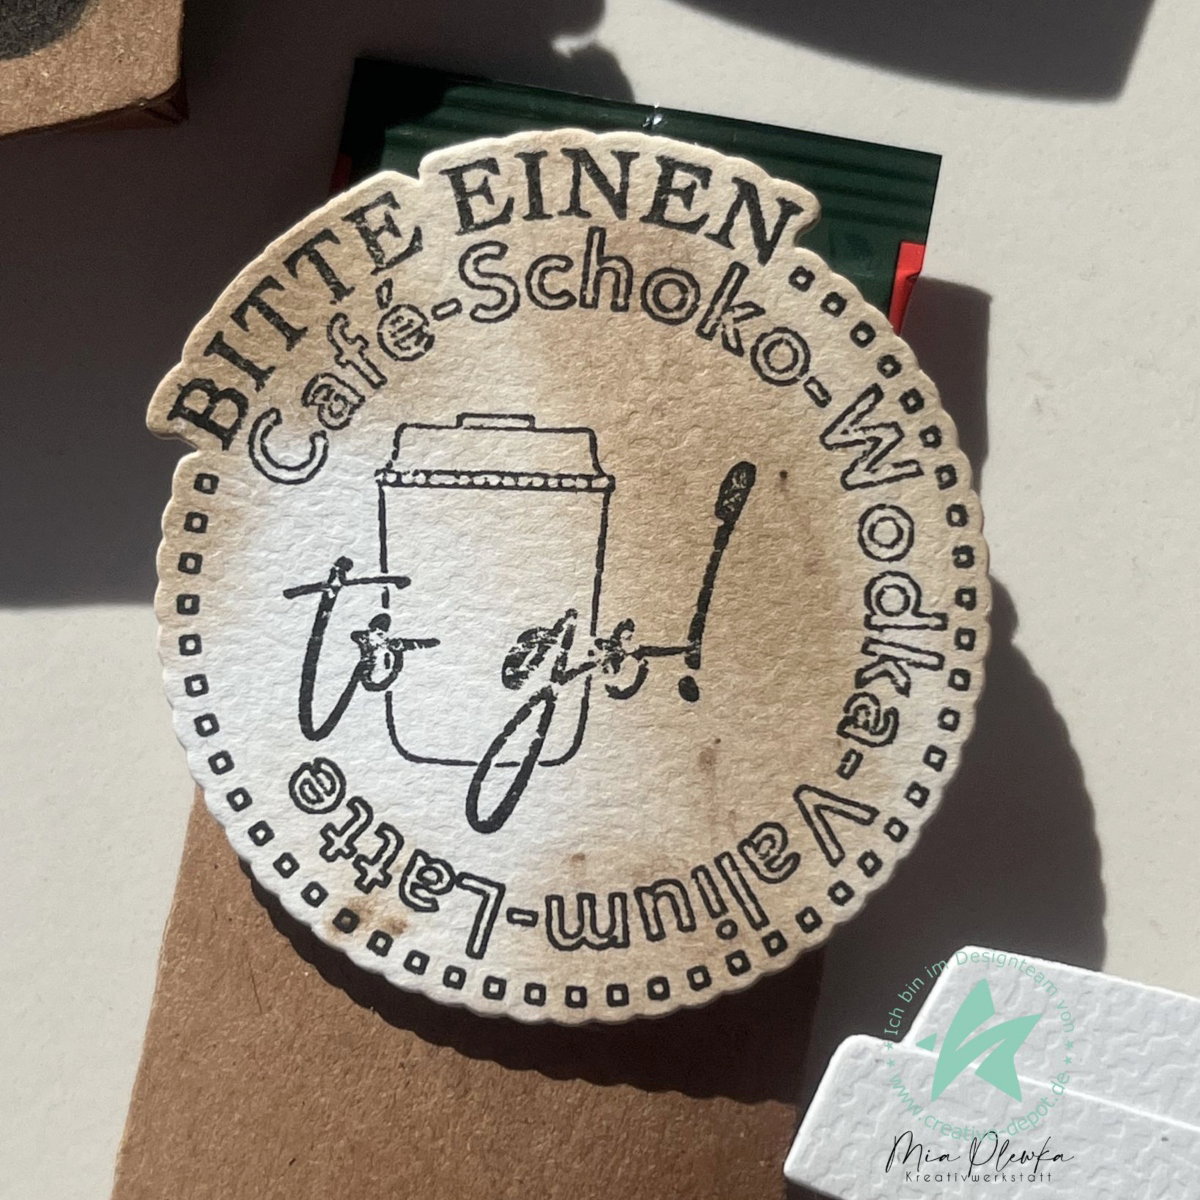 BITTE EINEN
Café-Schoko-Wodka-Valium-Latte
to go!
* Ich bin im Designteam von *
* www.creative-depot.de *
Mia Plewka
Kreativwerkstatt